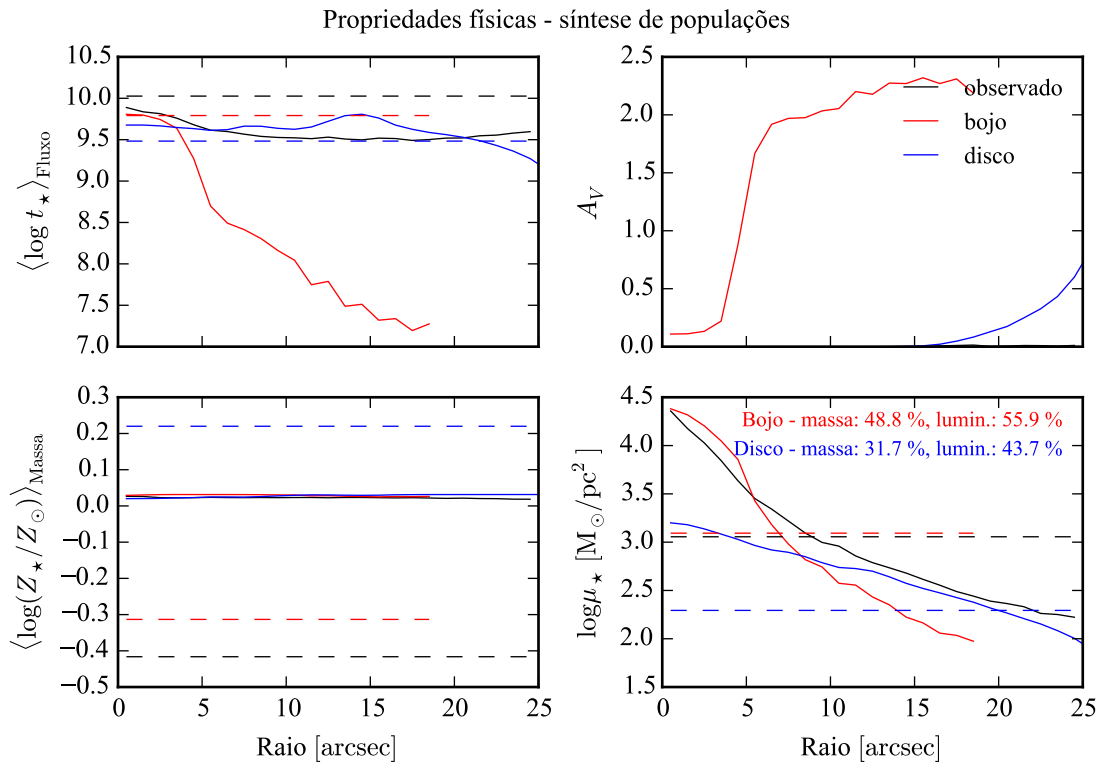 Propriedades físicas - síntese de populações
10.5
10.0
9.5
9.0
8.5
8.0
7.5
7.0
⟨log t⋆⟩Fluxo
2.5
2.0
1.5
1.0
0.5
0.0
A_V
observado
bojo
disco
0.3
0.2
0.1
0.0
−0.1
−0.2
−0.3
−0.4
−0.5
⟨log(Z⋆/Z⊙)⟩Massa
0 5 10 15 20 25
Raio [arcsec]
4.5
4.0
3.5
3.0
2.5
2.0
1.5
logμ⋆ [M⊙/pc²]
Bojo - massa: 48.8 %, lumin.: 55.9 %
Disco - massa: 31.7 %, lumin.: 43.7 %
0 5 10 15 20 25
Raio [arcsec]